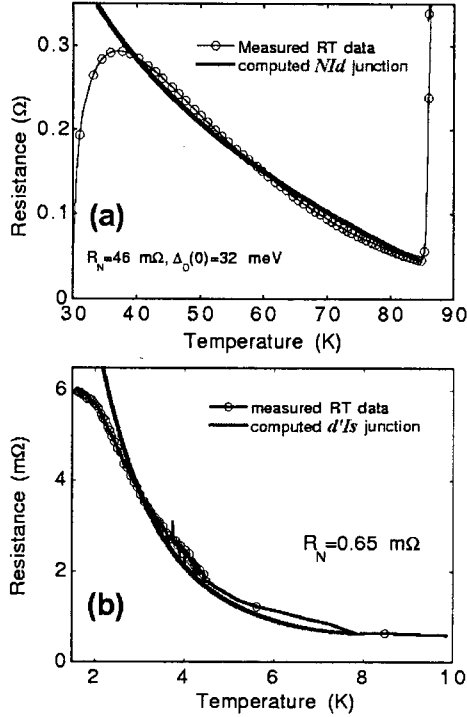 0.3
0.2
0.1
0
Resistance (Ω)
Measured RT data
computed NId junction
(a)
R_N=46 mΩ, Δ_0(0)=32 meV
30 40 50 60 70 80 90
Temperature (K)
6
4
2
0
Resistance (mΩ)
measured RT data
computed d'Is junction
R_N=0.65 mΩ
(b)
2 4 6 8 10
Temperature (K)